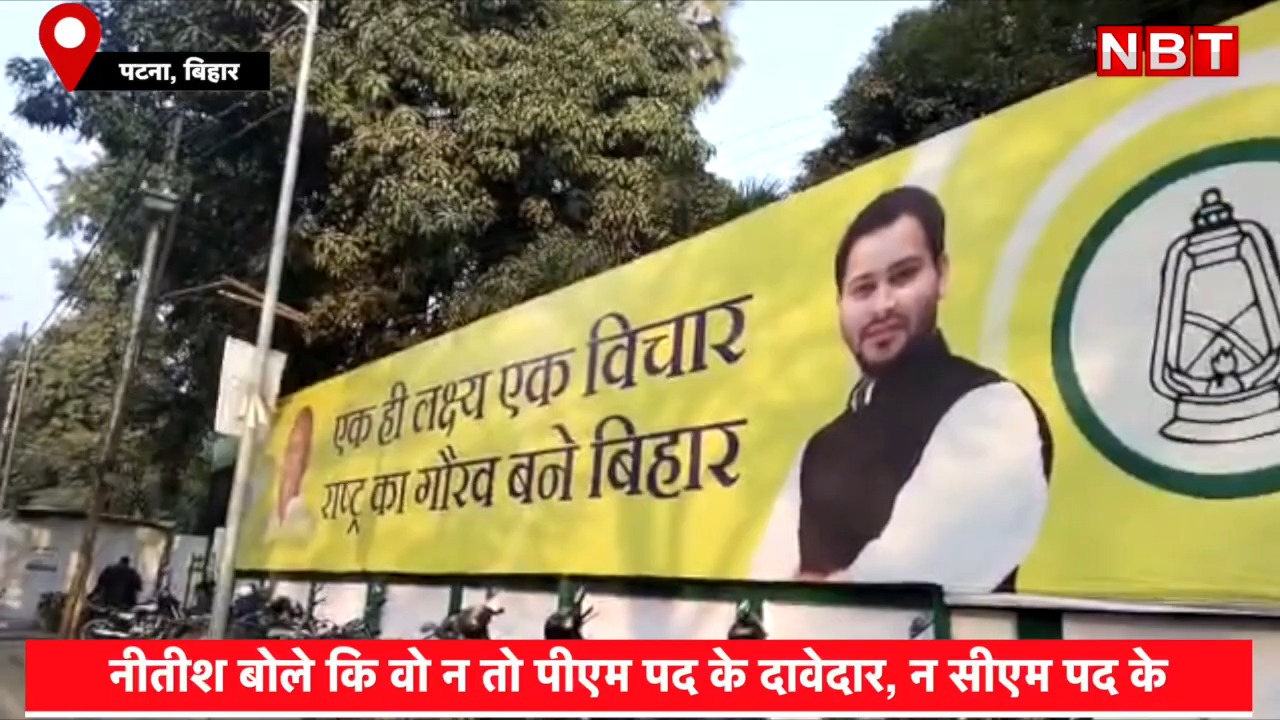 पटना, बिहार
NBT
एक ही लक्ष्य एक विचार
राष्ट्र का गौरव बने बिहार
नीतीश बोले कि वो न तो पीएम पद के दावेदार, न सीएम पद के